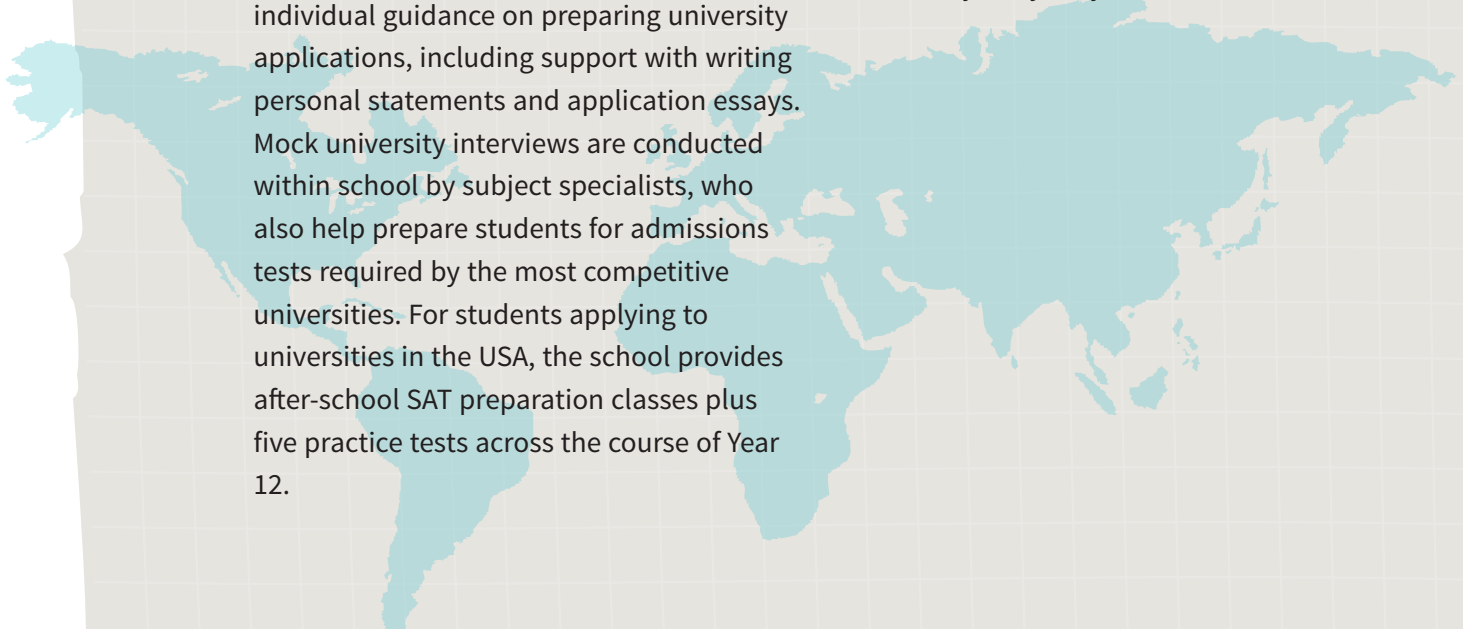 individual guidance on preparing university
applications, including support with writing
personal statements and application essays.
Mock university interviews are conducted
within school by subject specialists, who
also help prepare students for admissions
tests required by the most competitive
universities. For students applying to
universities in the USA, the school provides
after-school SAT preparation classes plus
five practice tests across the course of Year
12.